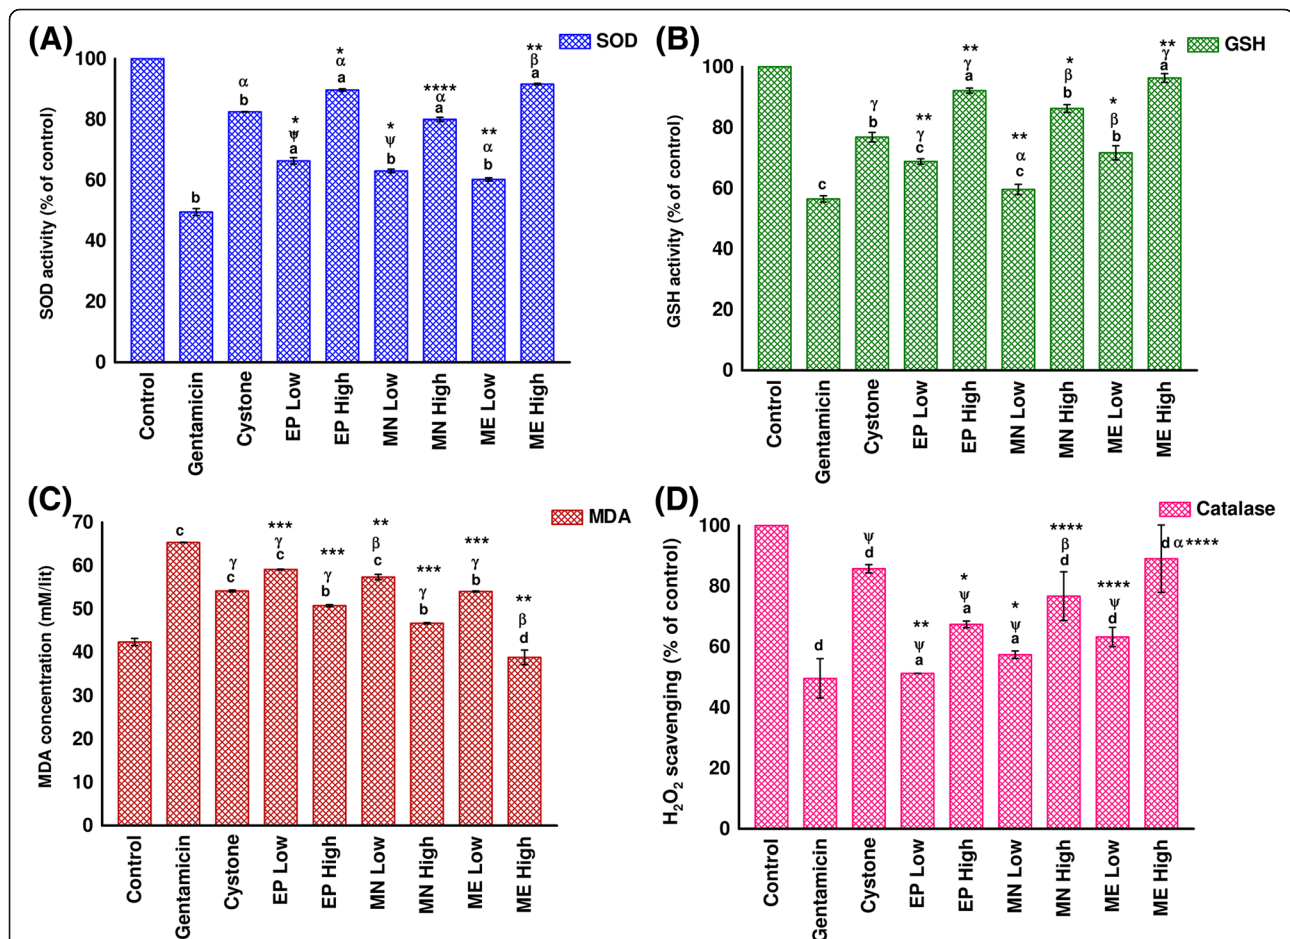 (A)
SOD
SOD activity (% of control)
100
80
60
40
20
0
b
α
b
*
ψ
a
*
α
a
*
ψ
b
****
α
a
**
α
b
**
β
a
Control
Gentamicin
Cystone
EP Low
EP High
MN Low
MN High
ME Low
ME High
(B)
GSH
GSH activity (% of control)
100
80
60
40
20
0
c
γ
b
**
γ
c
**
γ
a
**
α
c
*
β
b
*
β
b
**
γ
a
Control
Gentamicin
Cystone
EP Low
EP High
MN Low
MN High
ME Low
ME High
(C)
MDA
MDA concentration (mM/lit)
70
60
50
40
30
20
10
0
c
γ
c
***
γ
c
***
γ
b
**
β
c
***
γ
b
***
γ
b
**
β
d
Control
Gentamicin
Cystone
EP Low
EP High
MN Low
MN High
ME Low
ME High
(D)
Catalase
H2O2 scavenging (% of control)
100
80
60
40
20
0
d
ψ
d
**
ψ
a
*
ψ
a
*
ψ
a
****
β
d
****
ψ
d
d α ****
Control
Gentamicin
Cystone
EP Low
EP High
MN Low
MN High
ME Low
ME High